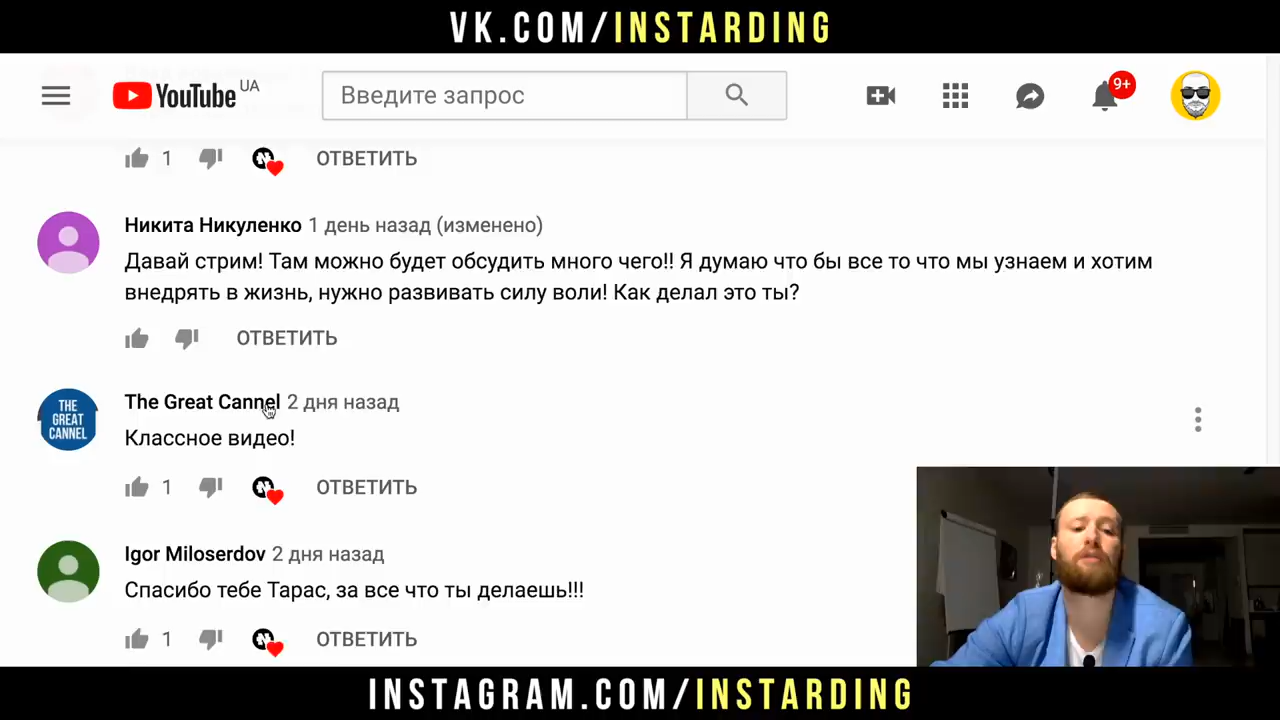 VK.COM/INSTARDING
YouTube UA
Введите запрос
9+
1 ОТВЕТИТЬ
Никита Никуленко 1 день назад (изменено)
Давай стрим! Там можно будет обсудить много чего!! Я думаю что бы все то что мы узнаем и хотим
внедрять в жизнь, нужно развивать силу воли! Как делал это ты?
ОТВЕТИТЬ
THE
GREAT
CANNEL
The Great Cannel 2 дня назад
Классное видео!
1 ОТВЕТИТЬ
Igor Miloserdov 2 дня назад
Спасибо тебе Тарас, за все что ты делаешь!!!
1 ОТВЕТИТЬ
INSTAGRAM.COM/INSTARDING